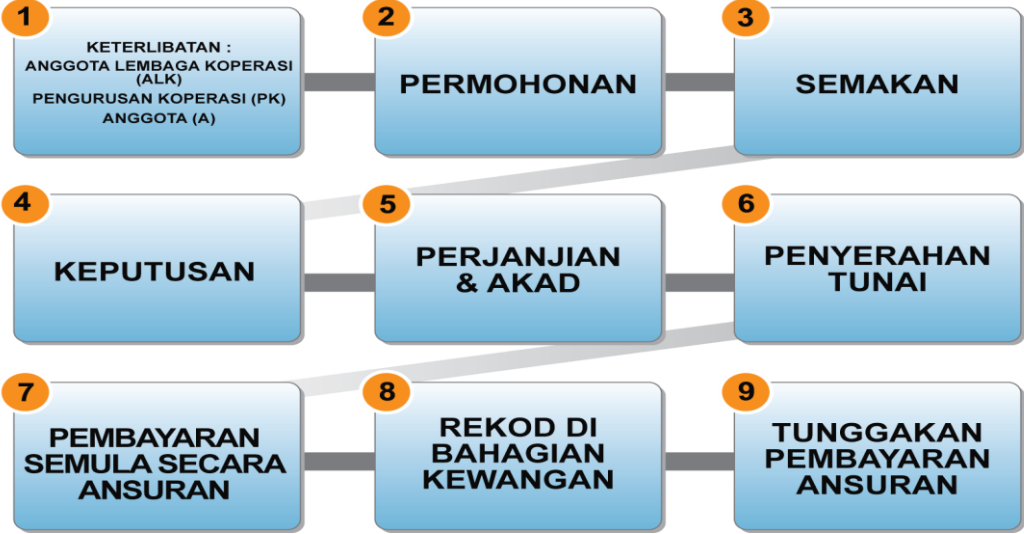 1
KETERLIBATAN :
ANGGOTA LEMBAGA KOPERASI
(ALK)
PENGURUSAN KOPERASI (PK)
ANGGOTA (A)
2
PERMOHONAN
3
SEMAKAN
4
KEPUTUSAN
5
PERJANJIAN
& AKAD
6
PENYERAHAN
TUNAI
7
PEMBAYARAN
SEMULA SECARA
ANSURAN
8
REKOD DI
BAHAGIAN
KEWANGAN
9
TUNGGAKAN
PEMBAYARAN
ANSURAN